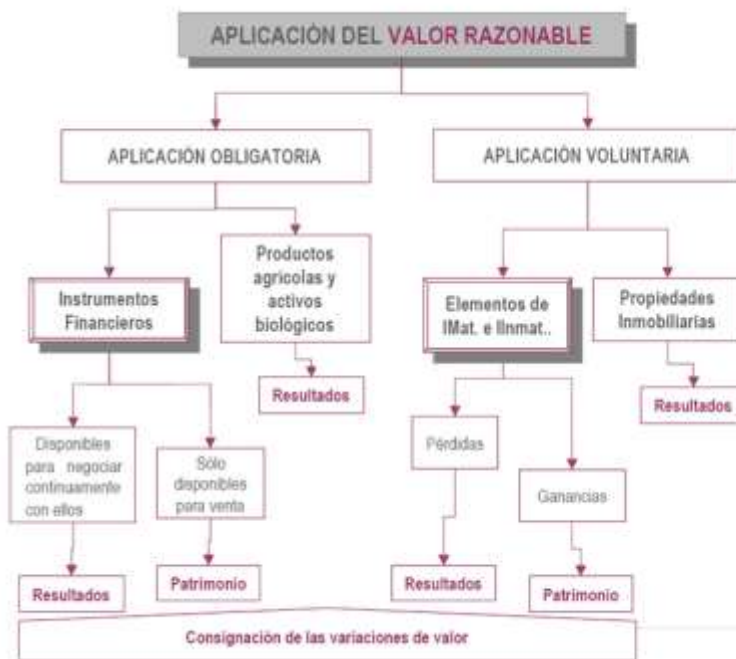 APLICACIÓN DEL VALOR RAZONABLE
APLICACIÓN OBLIGATORIA
APLICACIÓN VOLUNTARIA
Instrumentos
Financieros
Productos
agrícolas y
activos
biológicos
Elementos de
IMat. e IInmat..
Propiedades
Inmobiliarías
Resultados
Resultados
Disponibles
para negociar
continuamente
con ellos
Sólo
disponibles
para venta
Pérdidas
Ganancias
Resultados
Patrimonio
Resultados
Patrimonio
Consignación de las variaciones de valor